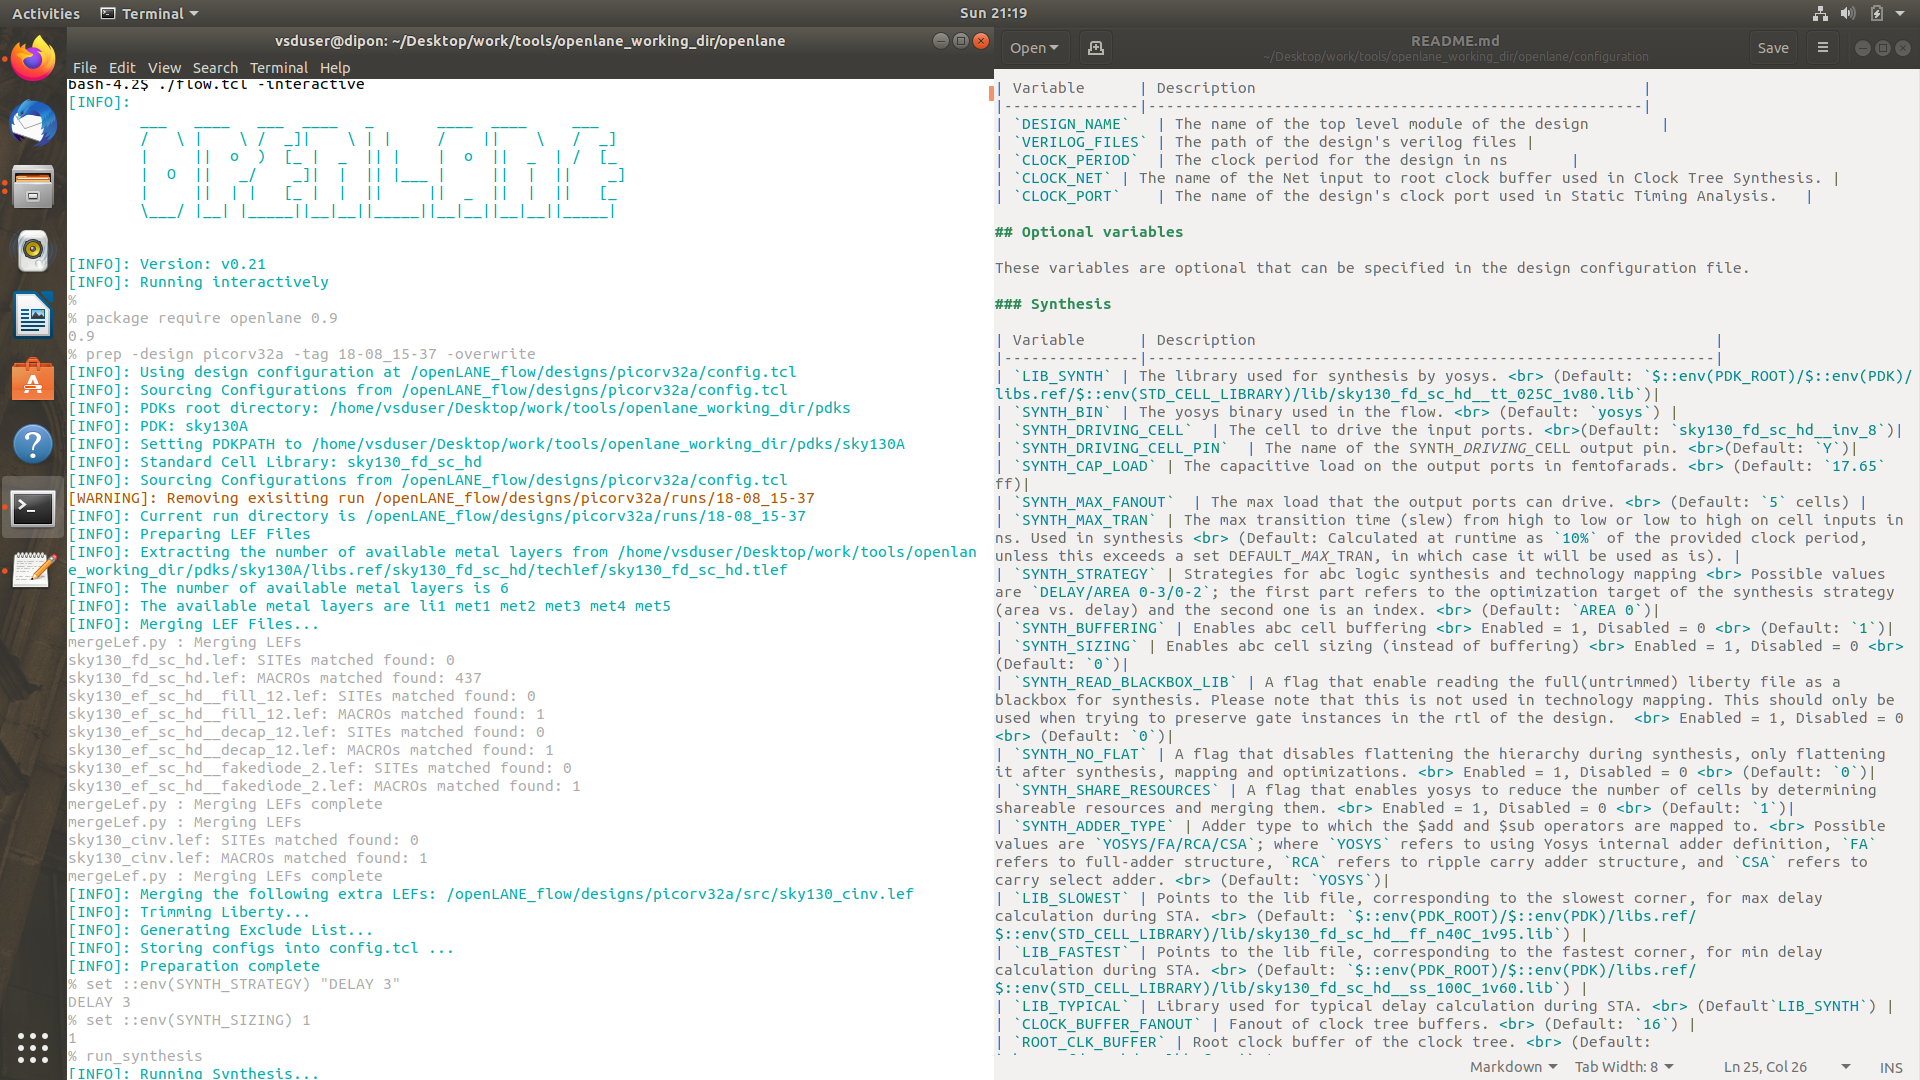 Activities
Terminal
Sun 21:19
vsduser@dipon: ~/Desktop/work/tools/openlane_working_dir/openlane
File Edit View Search Terminal Help
bash-4.2$ ./flow.tcl -interactive
[INFO]:
OPENLANE
[INFO]: Version: v0.21
[INFO]: Running interactively
%
% package require openlane 0.9
0.9
% prep -design picorv32a -tag 18-08_15-37 -overwrite
[INFO]: Using design configuration at /openLANE_flow/designs/picorv32a/config.tcl
[INFO]: Sourcing Configurations from /openLANE_flow/designs/picorv32a/config.tcl
[INFO]: PDKs root directory: /home/vsduser/Desktop/work/tools/openlane_working_dir/pdks
[INFO]: PDK: sky130A
[INFO]: Setting PDKPATH to /home/vsduser/Desktop/work/tools/openlane_working_dir/pdks/sky130A
[INFO]: Standard Cell Library: sky130_fd_sc_hd
[INFO]: Sourcing Configurations from /openLANE_flow/designs/picorv32a/config.tcl
[WARNING]: Removing exisiting run /openLANE_flow/designs/picorv32a/runs/18-08_15-37
[INFO]: Current run directory is /openLANE_flow/designs/picorv32a/runs/18-08_15-37
[INFO]: Preparing LEF Files
[INFO]: Extracting the number of available metal layers from /home/vsduser/Desktop/work/tools/openlan
e_working_dir/pdks/sky130A/libs.ref/sky130_fd_sc_hd/techlef/sky130_fd_sc_hd.tlef
[INFO]: The number of available metal layers is 6
[INFO]: The available metal layers are li1 met1 met2 met3 met4 met5
[INFO]: Merging LEF Files...
mergeLef.py : Merging LEFs
sky130_fd_sc_hd.lef: SITEs matched found: 0
sky130_fd_sc_hd.lef: MACROs matched found: 437
sky130_ef_sc_hd__fill_12.lef: SITEs matched found: 0
sky130_ef_sc_hd__fill_12.lef: MACROs matched found: 1
sky130_ef_sc_hd__decap_12.lef: SITEs matched found: 0
sky130_ef_sc_hd__decap_12.lef: MACROs matched found: 1
sky130_ef_sc_hd__fakediode_2.lef: SITEs matched found: 0
sky130_ef_sc_hd__fakediode_2.lef: MACROs matched found: 1
mergeLef.py : Merging LEFs complete
mergeLef.py : Merging LEFs
sky130_cinv.lef: SITEs matched found: 0
sky130_cinv.lef: MACROs matched found: 1
mergeLef.py : Merging LEFs complete
[INFO]: Merging the following extra LEFs: /openLANE_flow/designs/picorv32a/src/sky130_cinv.lef
[INFO]: Trimming Liberty...
[INFO]: Generating Exclude List...
[INFO]: Storing configs into config.tcl ...
[INFO]: Preparation complete
% set ::env(SYNTH_STRATEGY) "DELAY 3"
DELAY 3
% set ::env(SYNTH_SIZING) 1
1
% run_synthesis
[INFO]: Running Synthesis...
Open
README.md
~/Desktop/work/tools/openlane_working_dir/openlane/configuration
Save
| Variable | Description |
|---------------|-------------------------------------------------------|
| `DESIGN_NAME` | The name of the top level module of the design |
| `VERILOG_FILES` | The path of the design's verilog files |
| `CLOCK_PERIOD` | The clock period for the design in ns |
| `CLOCK_NET` | The name of the Net input to root clock buffer used in Clock Tree Synthesis. |
| `CLOCK_PORT` | The name of the design's clock port used in Static Timing Analysis. |
## Optional variables
These variables are optional that can be specified in the design configuration file.
### Synthesis
| Variable | Description |
|---------------|---------------------------------------------------------------|
| `LIB_SYNTH` | The library used for synthesis by yosys. <br> (Default: `$::env(PDK_ROOT)/$::env(PDK)/
libs.ref/$::env(STD_CELL_LIBRARY)/lib/sky130_fd_sc_hd__tt_025C_1v80.lib`)|
| `SYNTH_BIN` | The yosys binary used in the flow. <br> (Default: `yosys`) |
| `SYNTH_DRIVING_CELL` | The cell to drive the input ports. <br>(Default: `sky130_fd_sc_hd__inv_8`)|
| `SYNTH_DRIVING_CELL_PIN` | The name of the SYNTH_DRIVING_CELL output pin. <br>(Default: `Y`)|
| `SYNTH_CAP_LOAD` | The capacitive load on the output ports in femtofarads. <br> (Default: `17.65`
ff)|
| `SYNTH_MAX_FANOUT` | The max load that the output ports can drive. <br> (Default: `5` cells) |
| `SYNTH_MAX_TRAN` | The max transition time (slew) from high to low or low to high on cell inputs in
ns. Used in synthesis <br> (Default: Calculated at runtime as `10%` of the provided clock period,
unless this exceeds a set DEFAULT_MAX_TRAN, in which case it will be used as is). |
| `SYNTH_STRATEGY` | Strategies for abc logic synthesis and technology mapping <br> Possible values
are `DELAY/AREA 0-3/0-2`; the first part refers to the optimization target of the synthesis strategy
(area vs. delay) and the second one is an index. <br> (Default: `AREA 0`)|
| `SYNTH_BUFFERING` | Enables abc cell buffering <br> Enabled = 1, Disabled = 0 <br> (Default: `1`)|
| `SYNTH_SIZING` | Enables abc cell sizing (instead of buffering) <br> Enabled = 1, Disabled = 0 <br>
(Default: `0`)|
| `SYNTH_READ_BLACKBOX_LIB` | A flag that enable reading the full(untrimmed) liberty file as a
blackbox for synthesis. Please note that this is not used in technology mapping. This should only be
used when trying to preserve gate instances in the rtl of the design. <br> Enabled = 1, Disabled = 0
<br> (Default: `0`)|
| `SYNTH_NO_FLAT` | A flag that disables flattening the hierarchy during synthesis, only flattening
it after synthesis, mapping and optimizations. <br> Enabled = 1, Disabled = 0 <br> (Default: `0`)|
| `SYNTH_SHARE_RESOURCES` | A flag that enables yosys to reduce the number of cells by determining
shareable resources and merging them. <br> Enabled = 1, Disabled = 0 <br> (Default: `1`)|
| `SYNTH_ADDER_TYPE` | Adder type to which the $add and $sub operators are mapped to. <br> Possible
values are `YOSYS/FA/RCA/CSA`; where `YOSYS` refers to using Yosys internal adder definition, `FA`
refers to full-adder structure, `RCA` refers to ripple carry adder structure, and `CSA` refers to
carry select adder. <br> (Default: `YOSYS`)|
| `LIB_SLOWEST` | Points to the lib file, corresponding to the slowest corner, for max delay
calculation during STA. <br> (Default: `$::env(PDK_ROOT)/$::env(PDK)/libs.ref/
$::env(STD_CELL_LIBRARY)/lib/sky130_fd_sc_hd__ff_n40C_1v95.lib`) |
| `LIB_FASTEST` | Points to the lib file, corresponding to the fastest corner, for min delay
calculation during STA. <br> (Default: `$::env(PDK_ROOT)/$::env(PDK)/libs.ref/
$::env(STD_CELL_LIBRARY)/lib/sky130_fd_sc_hd__ss_100C_1v60.lib`) |
| `LIB_TYPICAL` | Library used for typical delay calculation during STA. <br> (Default`LIB_SYNTH`) |
| `CLOCK_BUFFER_FANOUT` | Fanout of clock tree buffers. <br> (Default: `16`) |
| `ROOT_CLK_BUFFER` | Root clock buffer of the clock tree. <br> (Default:
Markdown
Tab Width: 8
Ln 25, Col 26
INS